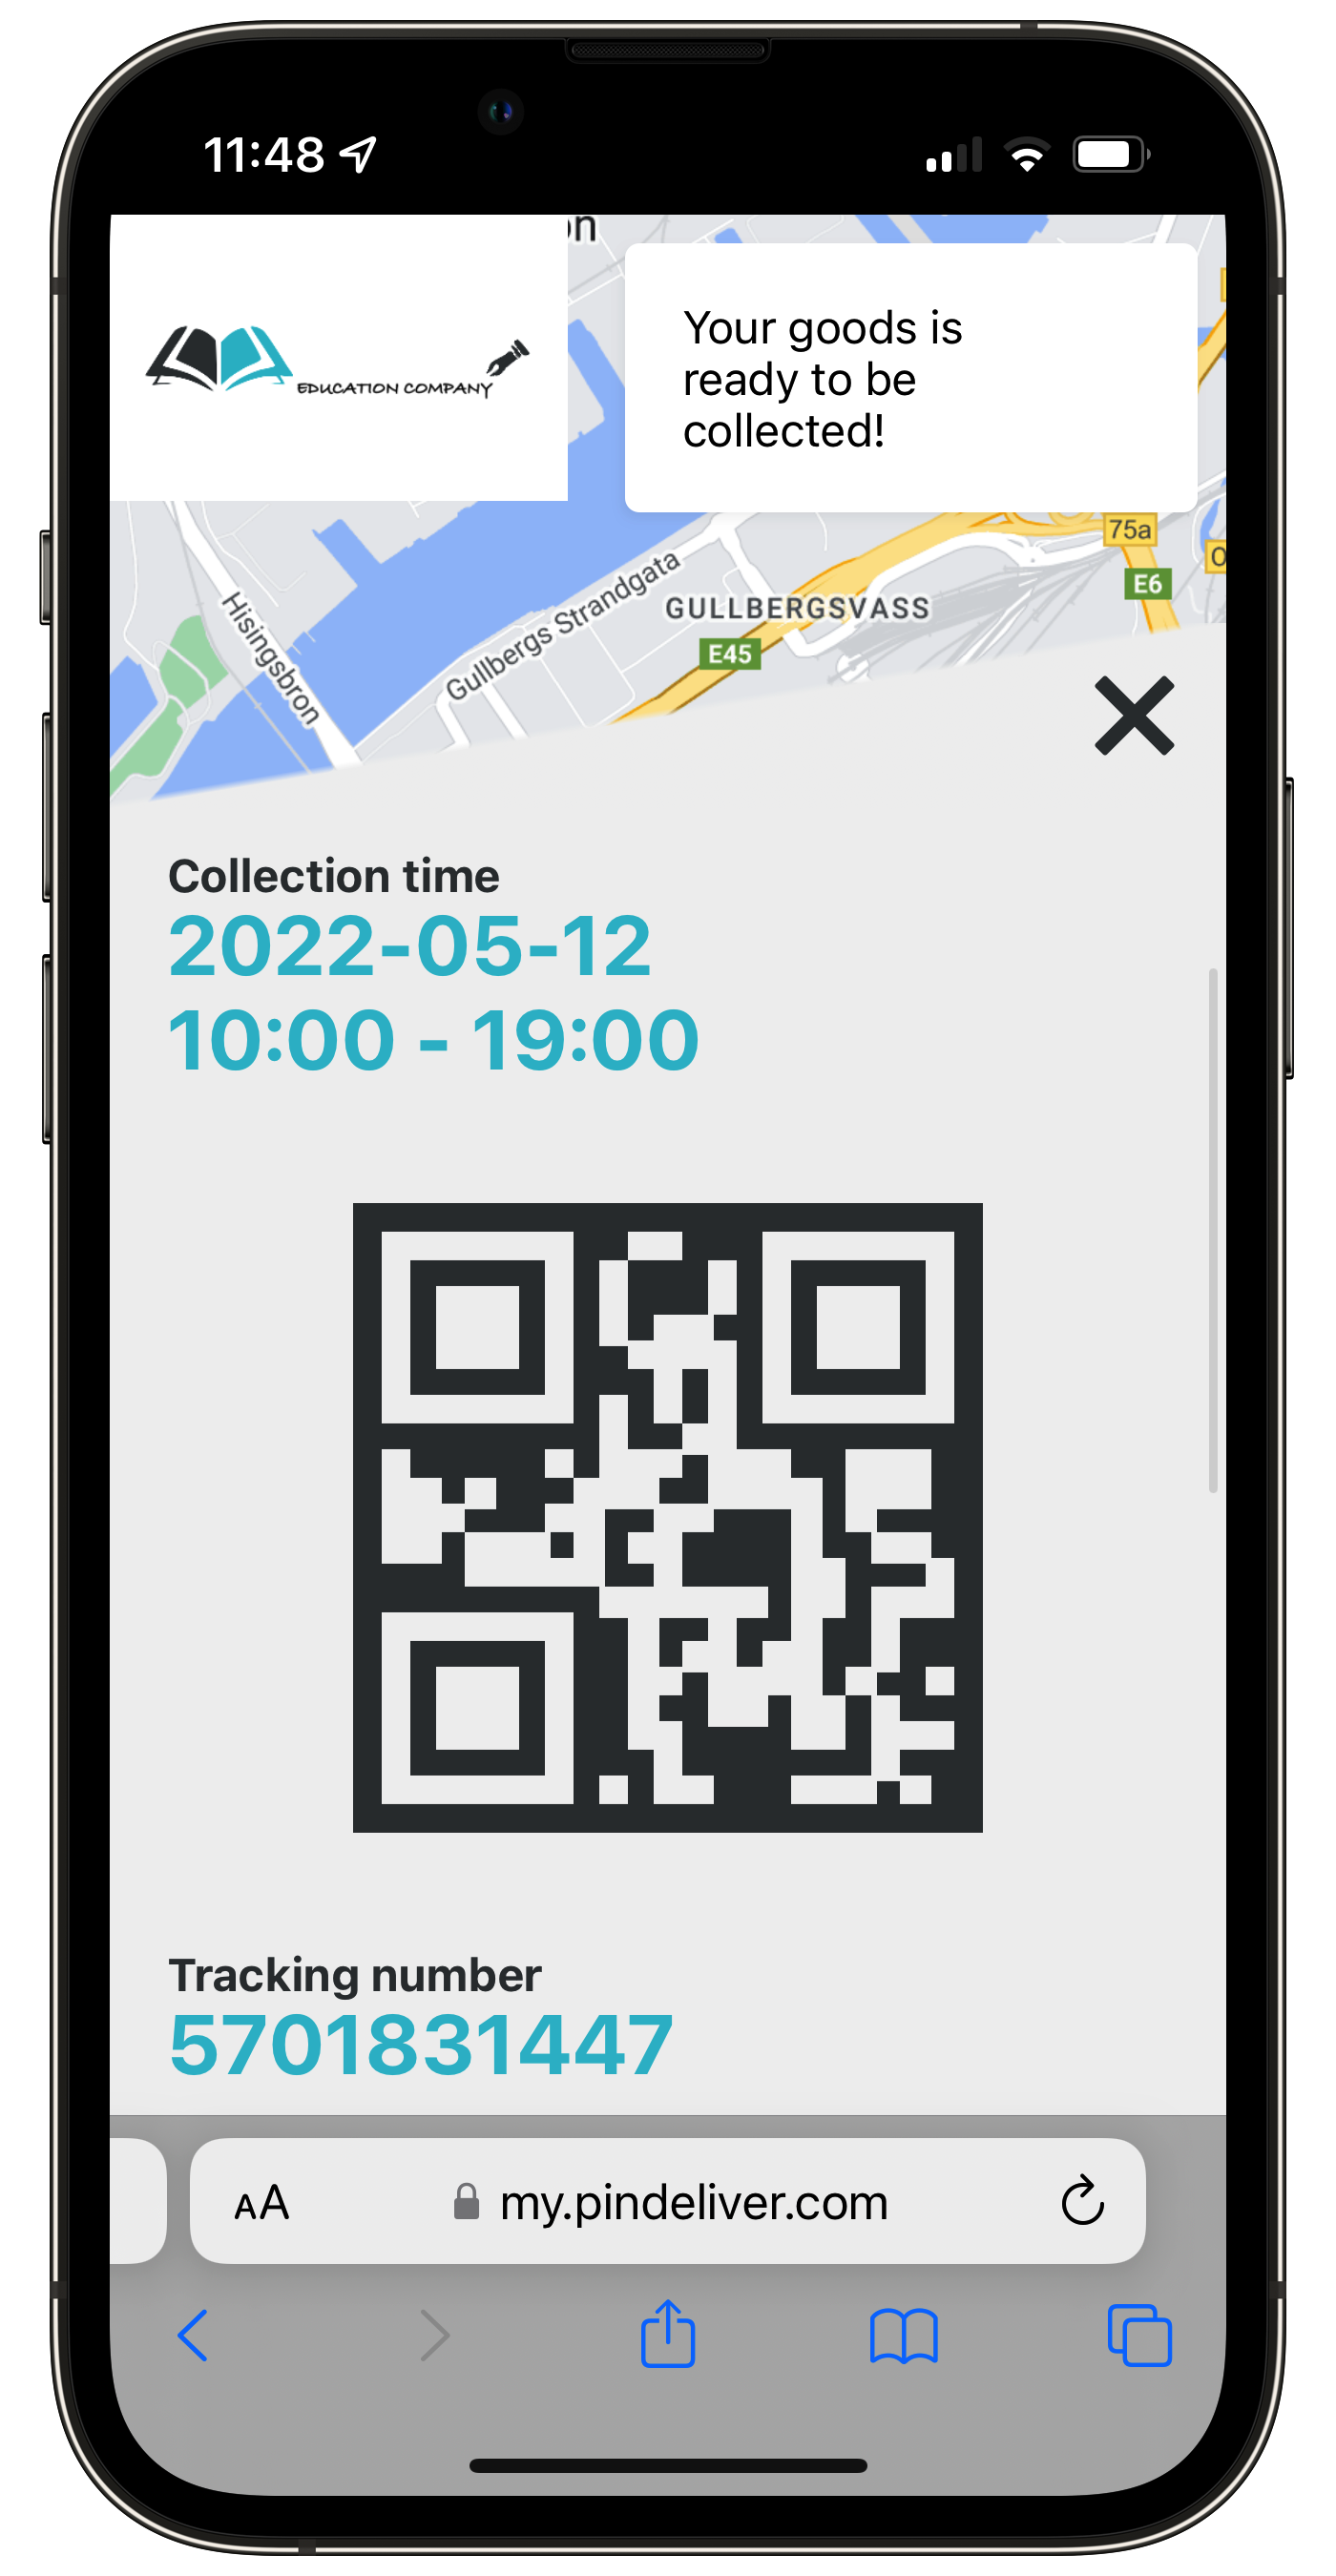 11:48
Your goods is
ready to be
collected!
EDUCATION COMPANY
75a
E6
Hisingsbron
Gullbergs Strandgata
GULLBERGSVASS
E45
Collection time
2022-05-12
10:00 - 19:00
Tracking number
5701831447
AA
my.pindeliver.com